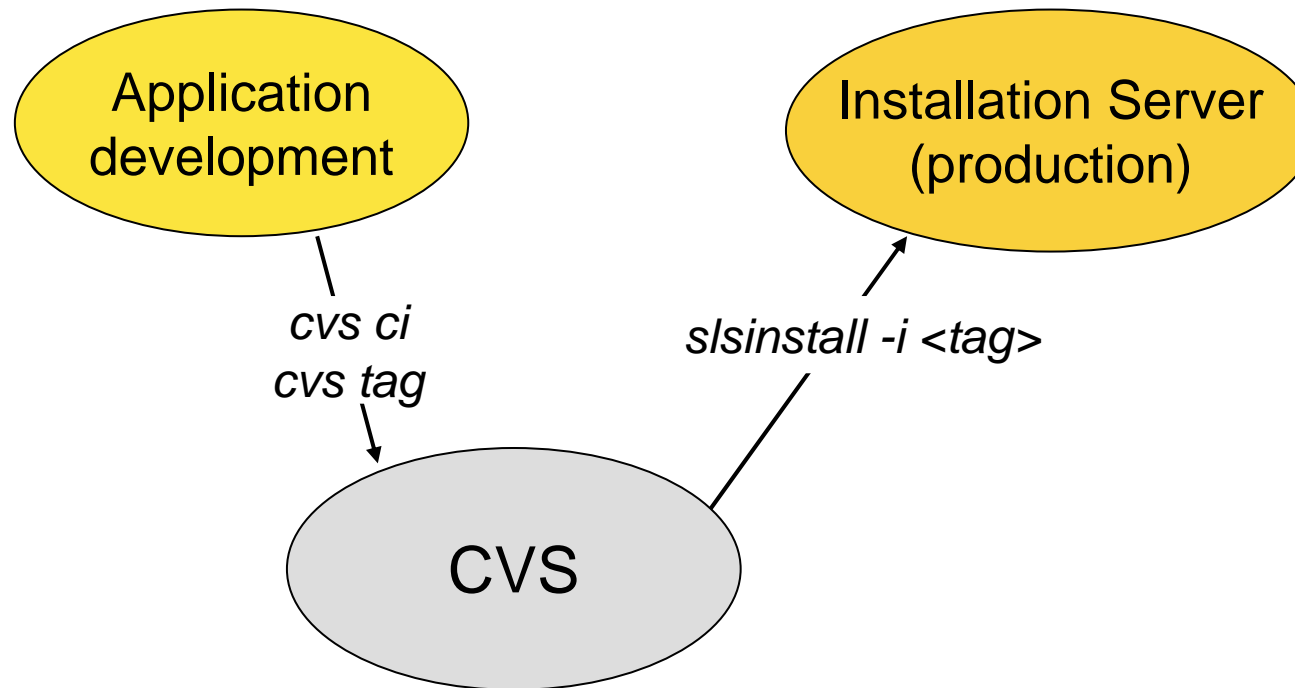 Application
development
Installation Server
(production)
cvs ci
cvs tag
slsinstall -i <tag>
CVS